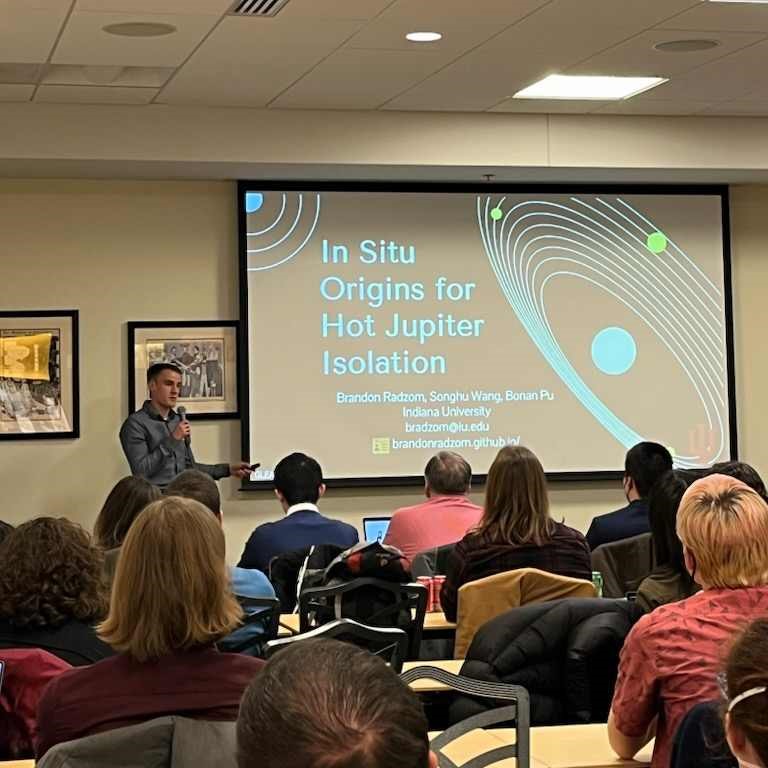 In Situ
Origins for
Hot Jupiter
Isolation
Brandon Radzom, Songhu Wang, Bonan Pu
Indiana University
bradzom@iu.edu
brandonradzom.github.io/